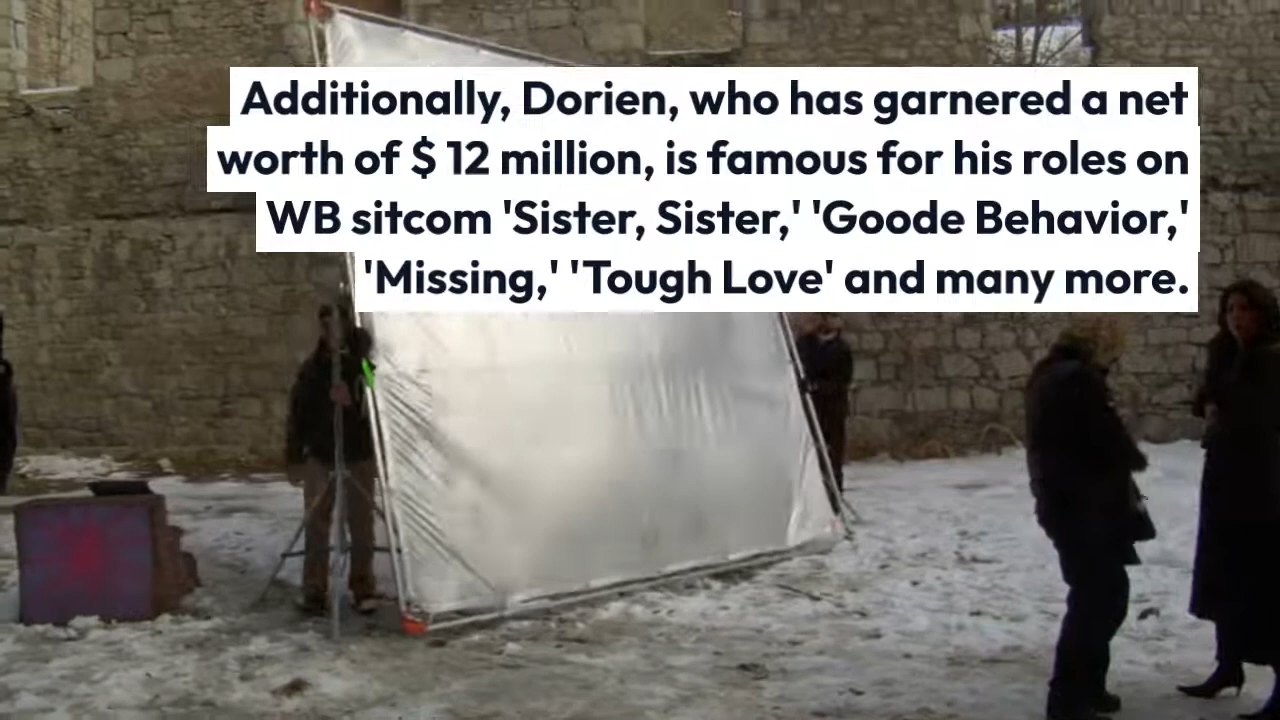 Additionally, Dorien, who has garnered a net
worth of $ 12 million, is famous for his roles on
WB sitcom 'Sister, Sister,' 'Goode Behavior,'
'Missing,' 'Tough Love' and many more.